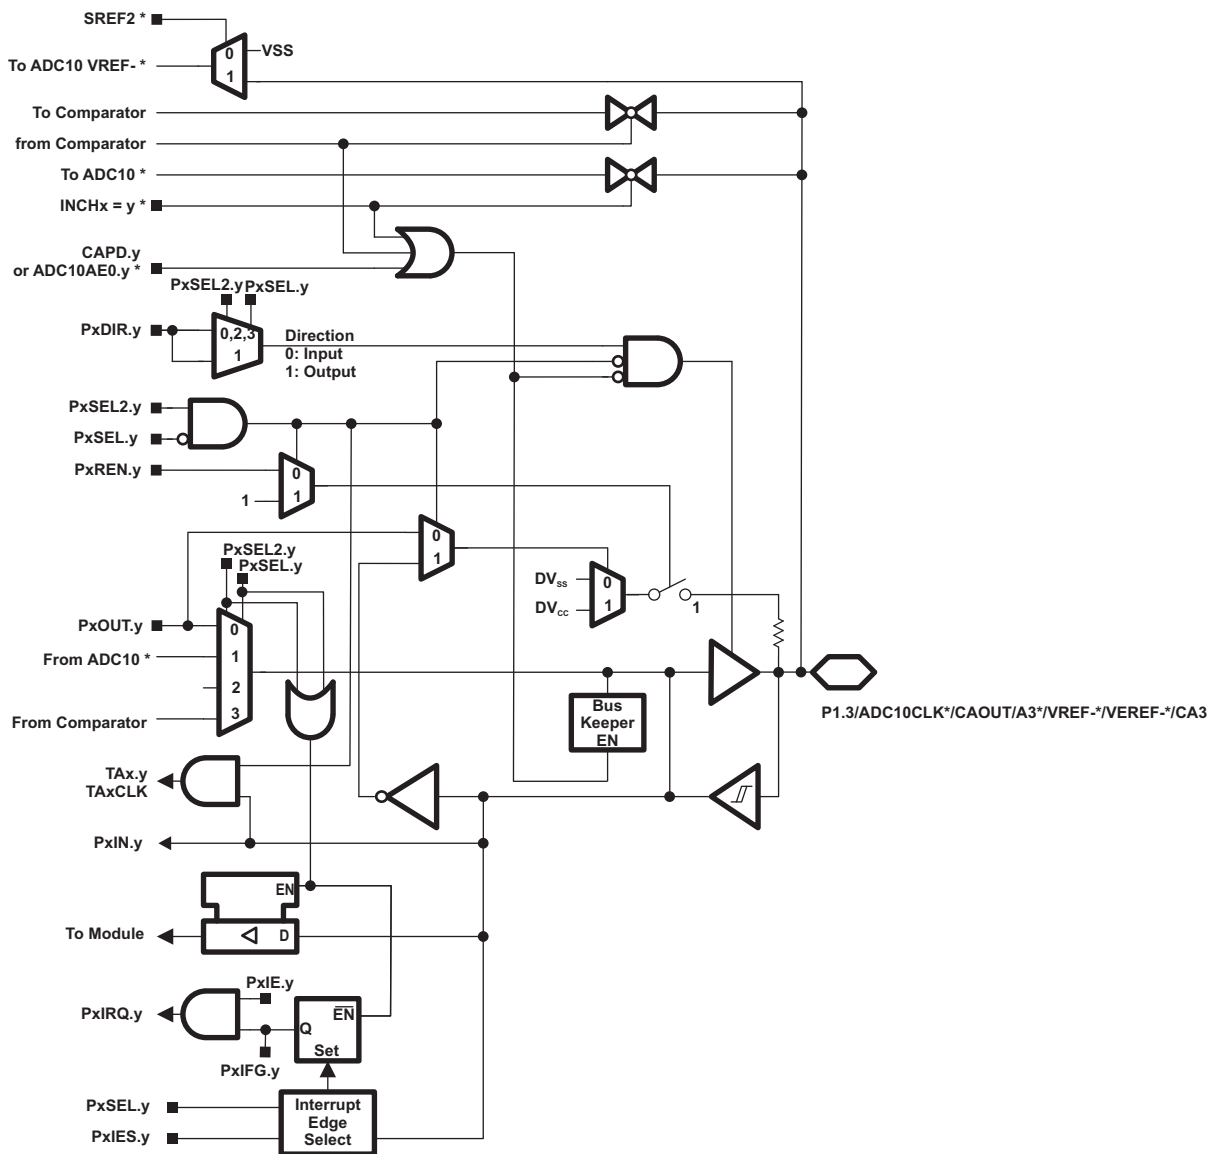 SREF2 *
VSS
0
To ADC10 VREF- *
1
To Comparator
from Comparator
To ADC10 *
INCHx = y *
CAPD.y
or ADC10AE0.y *
PxSEL2.y PxSEL.y
PxDIR.y
0,2,3
1
Direction
0: Input
1: Output
PxSEL2.y
PxSEL.y
PxREN.y
0
1
1
0
1
PxSEL2.y
PxSEL.y
DVSS
0
DVCC
1
1
PxOUT.y
0
From ADC10 *
1
2
From Comparator
3
Bus
Keeper
EN
P1.3/ADC10CLK*/CAOUT/A3*/VREF-*/VEREF-*/CA3
TAx.y
TAxCLK
PxIN.y
EN
To Module
D
PxIE.y
PxIRQ.y
EN
Q
Set
PxIFG.y
PxSEL.y
PxIES.y
Interrupt
Edge
Select